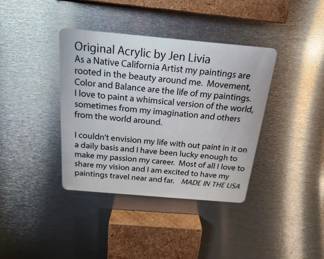 Original Acrylic by Jen Livia
As a Native California Artist my paintings are
rooted in the beauty around me. Movement,
Color and Balance are the life of my paintings.
I love to paint a whimsical version of the world,
sometimes from my imagination and others
from the world around.
I couldn't envision my life with out paint in it on
a daily basis and I have been lucky enough to
make my passion my career. Most of all I love to
share my vision and I am excited to have my
paintings travel near and far. MADE IN THE USA